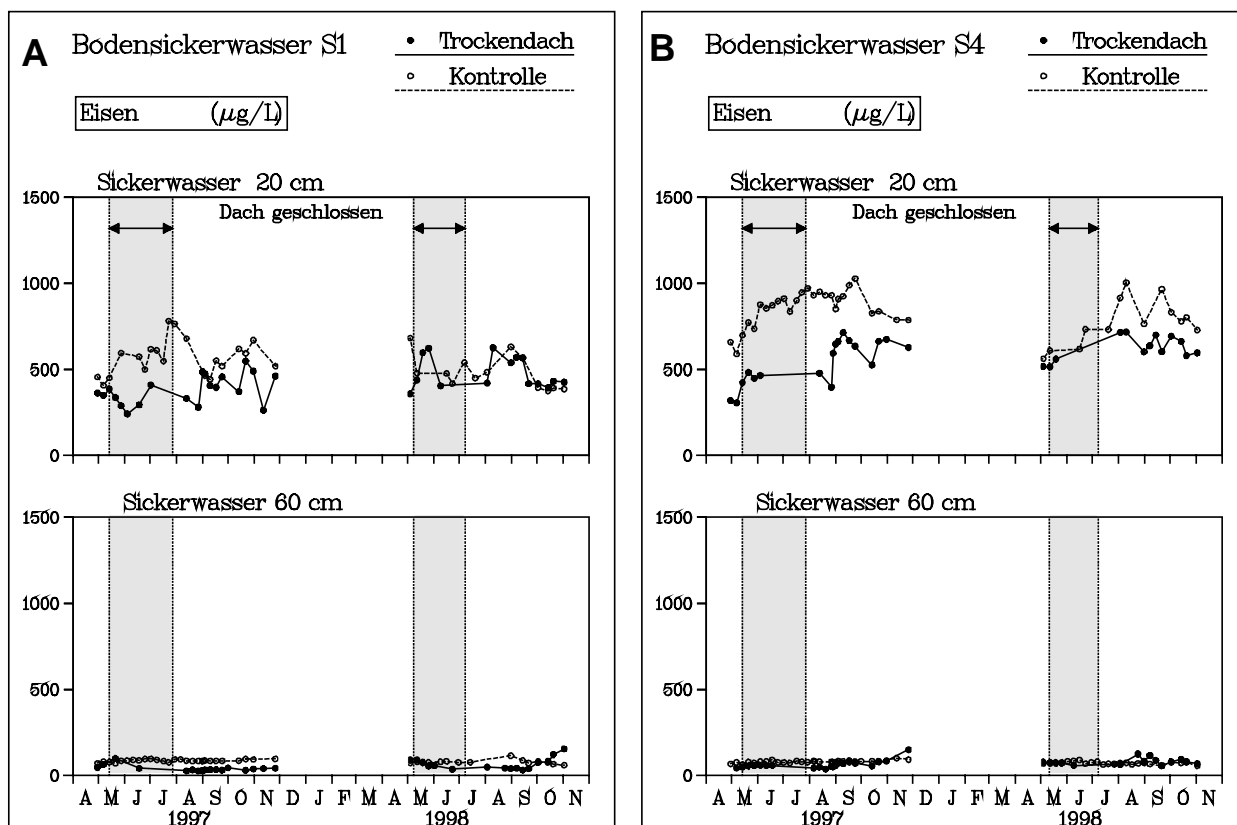 A Bodensickerwasser S1
Trockendach
Kontrolle
Eisen (µg/L)
Sickerwasser 20 cm
1500
Dach geschlossen
1000
500
0
Sickerwasser 60 cm
1500
1000
500
0
A M J J A S O N D J F M A M J J A S O N
1997 1998
B Bodensickerwasser S4
Trockendach
Kontrolle
Eisen (µg/L)
Sickerwasser 20 cm
1500
Dach geschlossen
1000
500
0
Sickerwasser 60 cm
1500
1000
500
0
A M J J A S O N D J F M A M J J A S O N
1997 1998